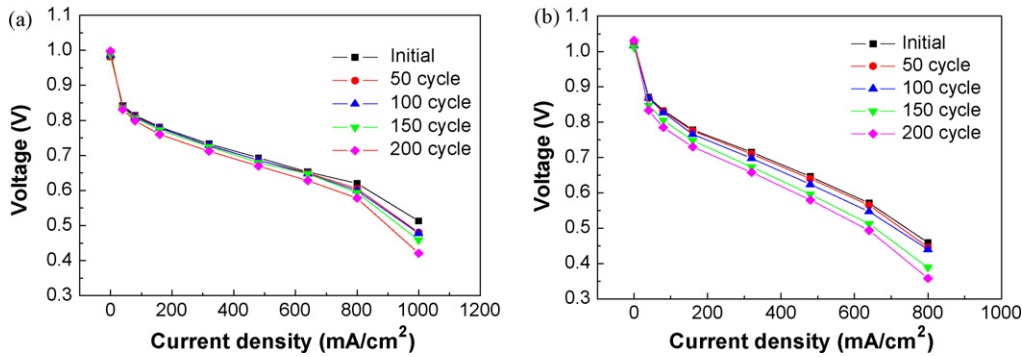 (a)
1.1
1.0
0.9
0.8
0.7
0.6
0.5
0.4
0.3
Voltage (V)
Initial
50 cycle
100 cycle
150 cycle
200 cycle
0 200 400 600 800 1000
Current density (mA/cm²)
(b)
1.1
1.0
0.9
0.8
0.7
0.6
0.5
0.4
0.3
Voltage (V)
Initial
50 cycle
100 cycle
150 cycle
200 cycle
0 200 400 600 800 1000
Current density (mA/cm²)